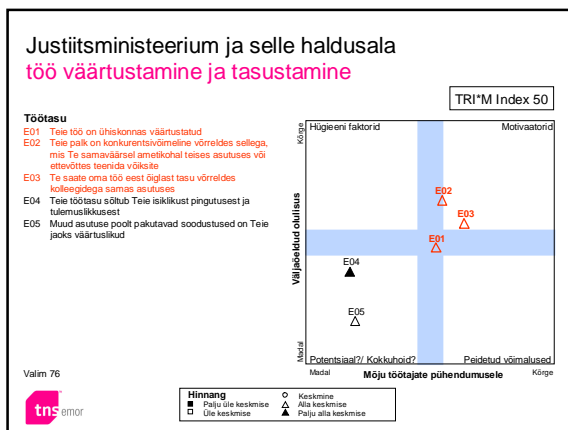 Justiitsministeerium ja selle haldusala
töö väärtustamine ja tasustamine
TRI*M Index 50
Töötasu
E01 Teie töö on ühiskonnas väärtustatud
E02 Teie palk on konkurentsivõimeline võrreldes sellega,
mis Te samaväärsel ametikohal teises asutuses või
ettevõttes teenida võiksite
E03 Te saate oma töö eest õiglast tasu võrreldes
kolleegidega samas asutuses
E04 Teie töötasu sõltub Teie isiklikust pingutusest ja
tulemuslikkusest
E05 Muud asutuse poolt pakutavad soodustused on Teie
jaoks väärtuslikud
Kõrge
Hügieeni faktorid
Motivaatorid
E02
E03
E01
E04
E05
Väljaöeldud olulisus
Madal
Potentsiaal?/ Kokkuhoid?
Peidetud võimalused
Madal
Mõju töötajate pühendumusele
Kõrge
Valim 76
Hinnang
Palju üle keskmise
Üle keskmise
Keskmine
Alla keskmise
Palju alla keskmise
tns emor